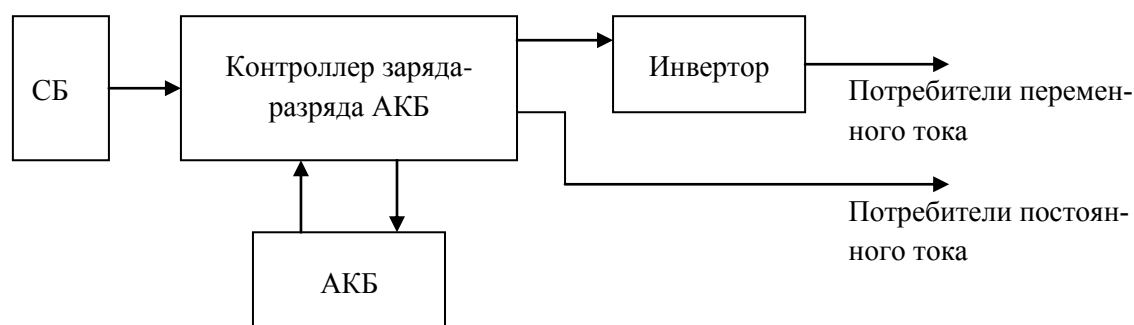 СБ
Контроллер заряда-
разряда АКБ
Инвертор
Потребители перемен-
ного тока
Потребители постоян-
ного тока
АКБ